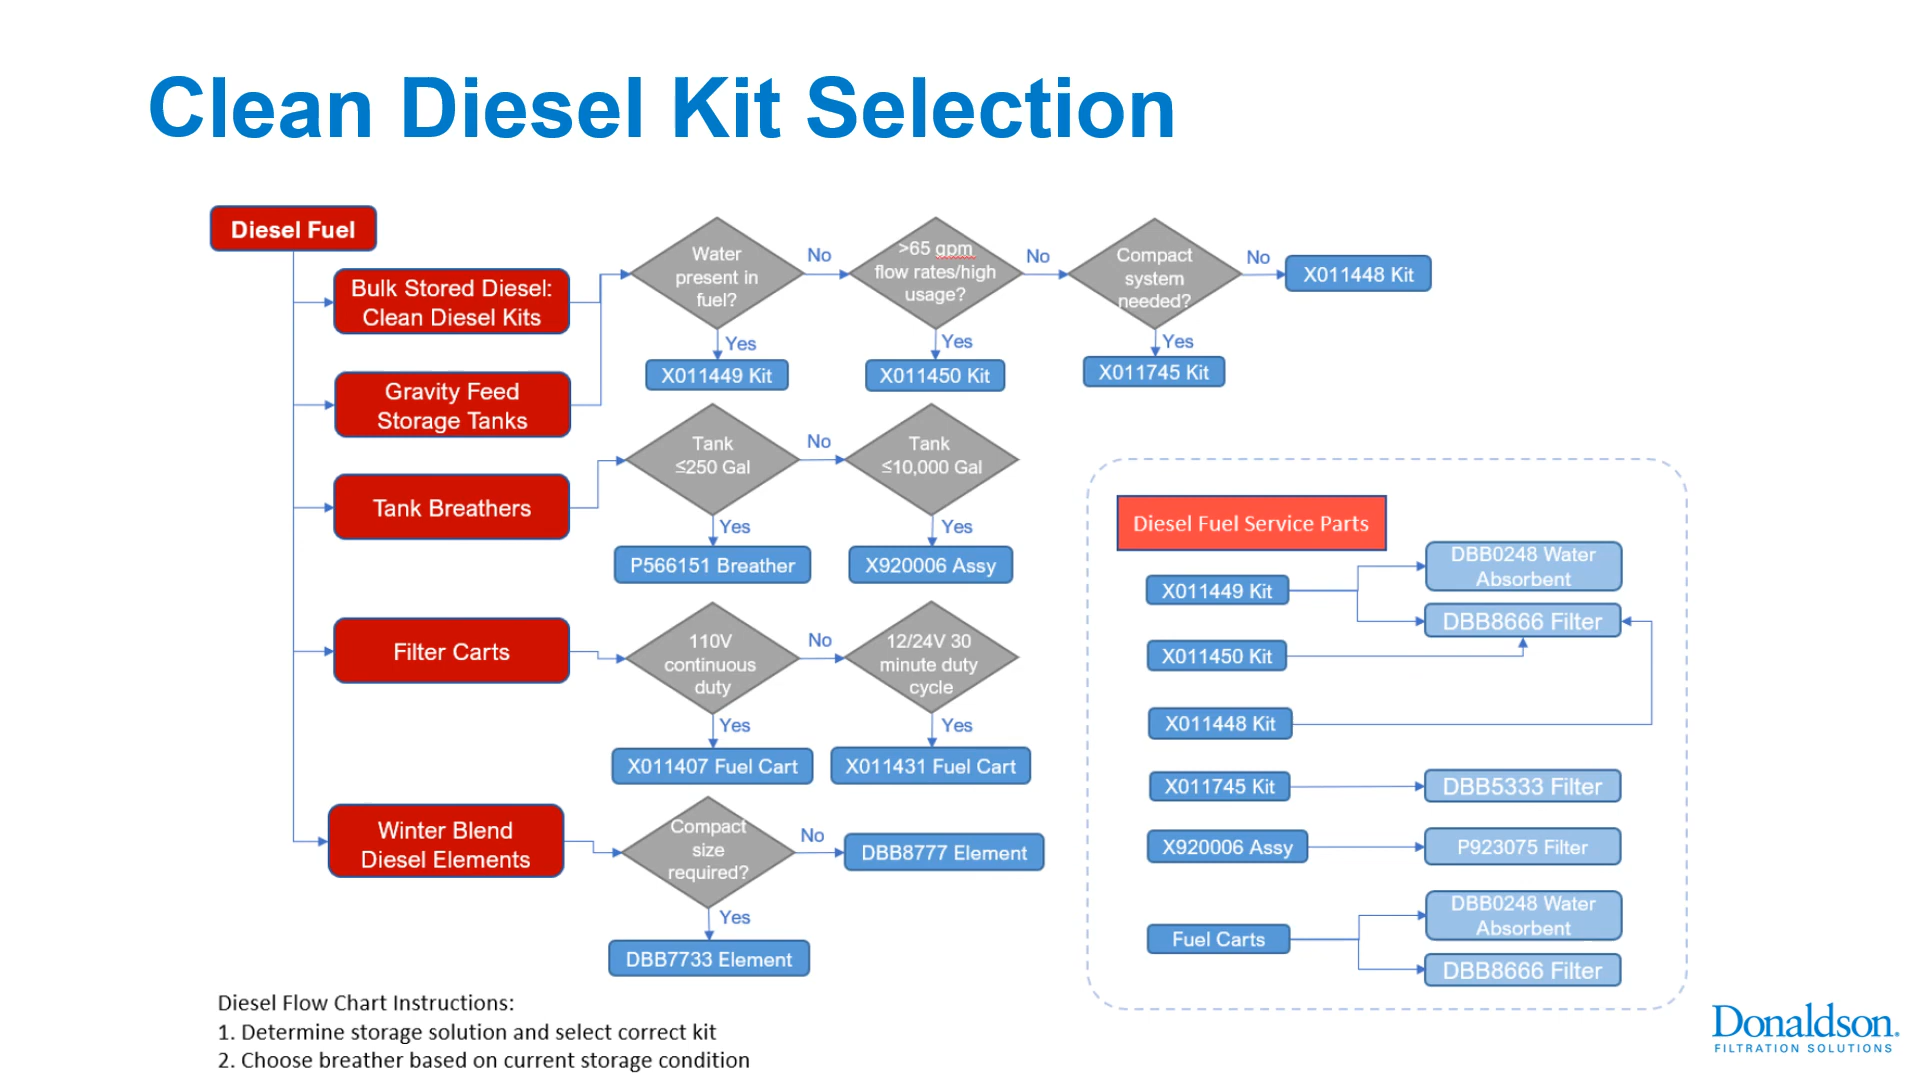 Clean Diesel Kit Selection
Diesel Fuel
Bulk Stored Diesel:
Clean Diesel Kits
Gravity Feed
Storage Tanks
Tank Breathers
Filter Carts
Winter Blend
Diesel Elements
Water
present in
fuel?
No
>65 gpm
flow rates/high
usage?
No
Compact
system
needed?
No
X011448 Kit
Yes
X011449 Kit
Yes
X011450 Kit
Yes
X011745 Kit
Tank
≤250 Gal
No
Tank
≤10,000 Gal
Yes
P566151 Breather
Yes
X920006 Assy
110V
continuous
duty
No
12/24V 30
minute duty
cycle
Yes
X011407 Fuel Cart
Yes
X011431 Fuel Cart
Compact
size
required?
No
DBB8777 Element
Yes
DBB7733 Element
Diesel Fuel Service Parts
X011449 Kit
DBB0248 Water
Absorbent
DBB8666 Filter
X011450 Kit
X011448 Kit
X011745 Kit
DBB5333 Filter
X920006 Assy
P923075 Filter
Fuel Carts
DBB0248 Water
Absorbent
DBB8666 Filter
Diesel Flow Chart Instructions:
1. Determine storage solution and select correct kit
2. Choose breather based on current storage condition
Donaldson.
FILTRATION SOLUTIONS